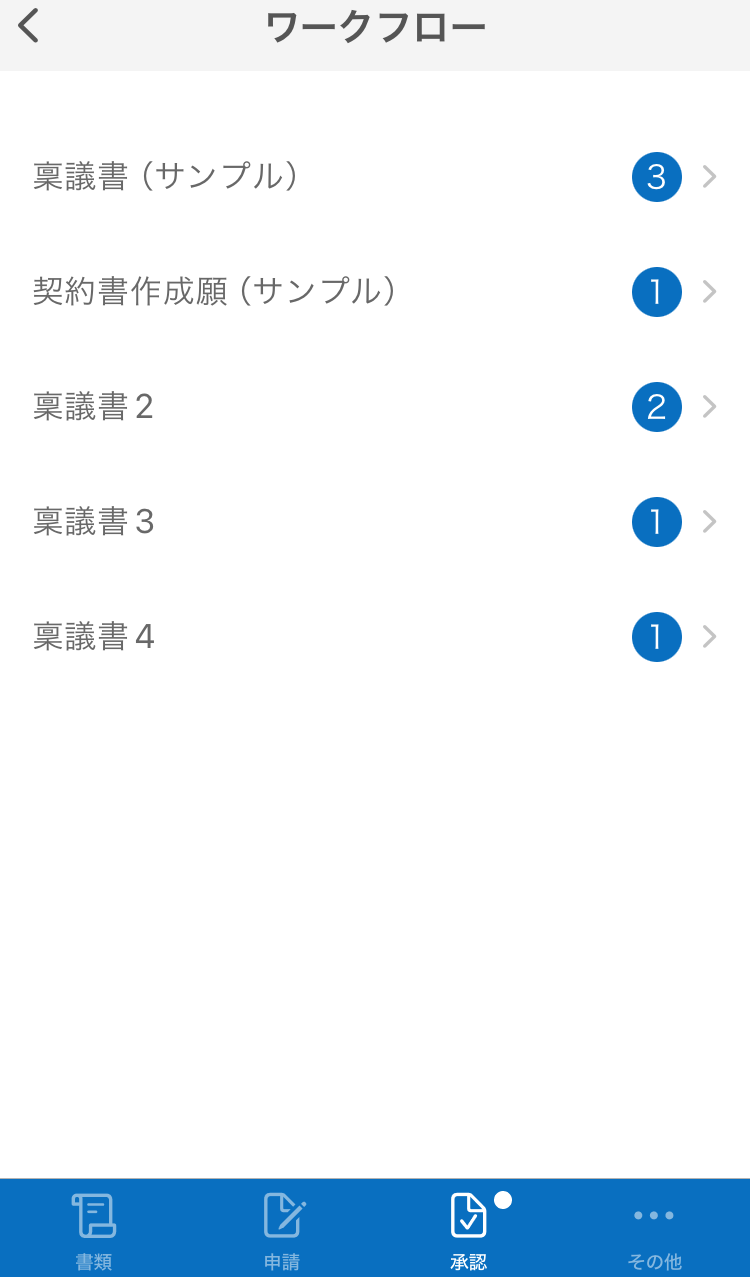 ワークフロー
稟議書（サンプル） 3
契約書作成願（サンプル） 1
稟議書2 2
稟議書3 1
稟議書4 1
書類 申請 承認 その他